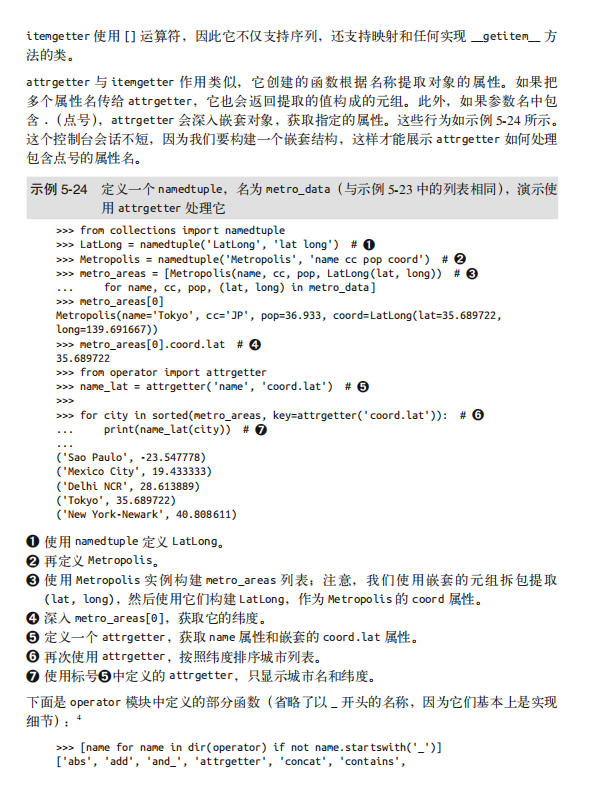 itemgetter 使用 [] 运算符，因此它不仅支持序列，还支持映射和任何实现 __getitem__ 方
法的类。
attrgetter 与 itemgetter 作用类似，它创建的函数根据名称提取对象的属性。如果把
多个属性名传给 attrgetter，它也会返回提取的值构成的元组。此外，如果参数名中包
含 .（点号），attrgetter 会深入嵌套对象，获取指定的属性。这些行为如示例 5-24 所示。
这个控制台会话不短，因为我们要构建一个嵌套结构，这样才能展示 attrgetter 如何处理
包含点号的属性名。
示例 5-24 定义一个 namedtuple，名为 metro_data（与示例 5-23 中的列表相同），演示使
用 attrgetter 处理它
>>> from collections import namedtuple
>>> LatLong = namedtuple('LatLong', 'lat long')  # ❶
>>> Metropolis = namedtuple('Metropolis', 'name cc pop coord')  # ❷
>>> metro_areas = [Metropolis(name, cc, pop, LatLong(lat, long))  # ❸
...     for name, cc, pop, (lat, long) in metro_data]
>>> metro_areas[0]
Metropolis(name='Tokyo', cc='JP', pop=36.933, coord=LatLong(lat=35.689722,
long=139.691667))
>>> metro_areas[0].coord.lat  # ❹
35.689722
>>> from operator import attrgetter
>>> name_lat = attrgetter('name', 'coord.lat')  # ❺
>>>
>>> for city in sorted(metro_areas, key=attrgetter('coord.lat')):  # ❻
...     print(name_lat(city))  # ❼
...
('Sao Paulo', -23.547778)
('Mexico City', 19.433333)
('Delhi NCR', 28.613889)
('Tokyo', 35.689722)
('New York-Newark', 40.808611)
❶ 使用 namedtuple 定义 LatLong。
❷ 再定义 Metropolis。
❸ 使用 Metropolis 实例构建 metro_areas 列表；注意，我们使用嵌套的元组拆包提取
(lat, long)，然后使用它们构建 LatLong，作为 Metropolis 的 coord 属性。
❹ 深入 metro_areas[0]，获取它的纬度。
❺ 定义一个 attrgetter，获取 name 属性和嵌套的 coord.lat 属性。
❻ 再次使用 attrgetter，按照纬度排序城市列表。
❼ 使用标号❺中定义的 attrgetter，只显示城市名和纬度。
下面是 operator 模块中定义的部分函数（省略了以 _ 开头的名称，因为它们基本上是实现
细节）：4
>>> [name for name in dir(operator) if not name.startswith('_')]
['abs', 'add', 'and_', 'attrgetter', 'concat', 'contains',